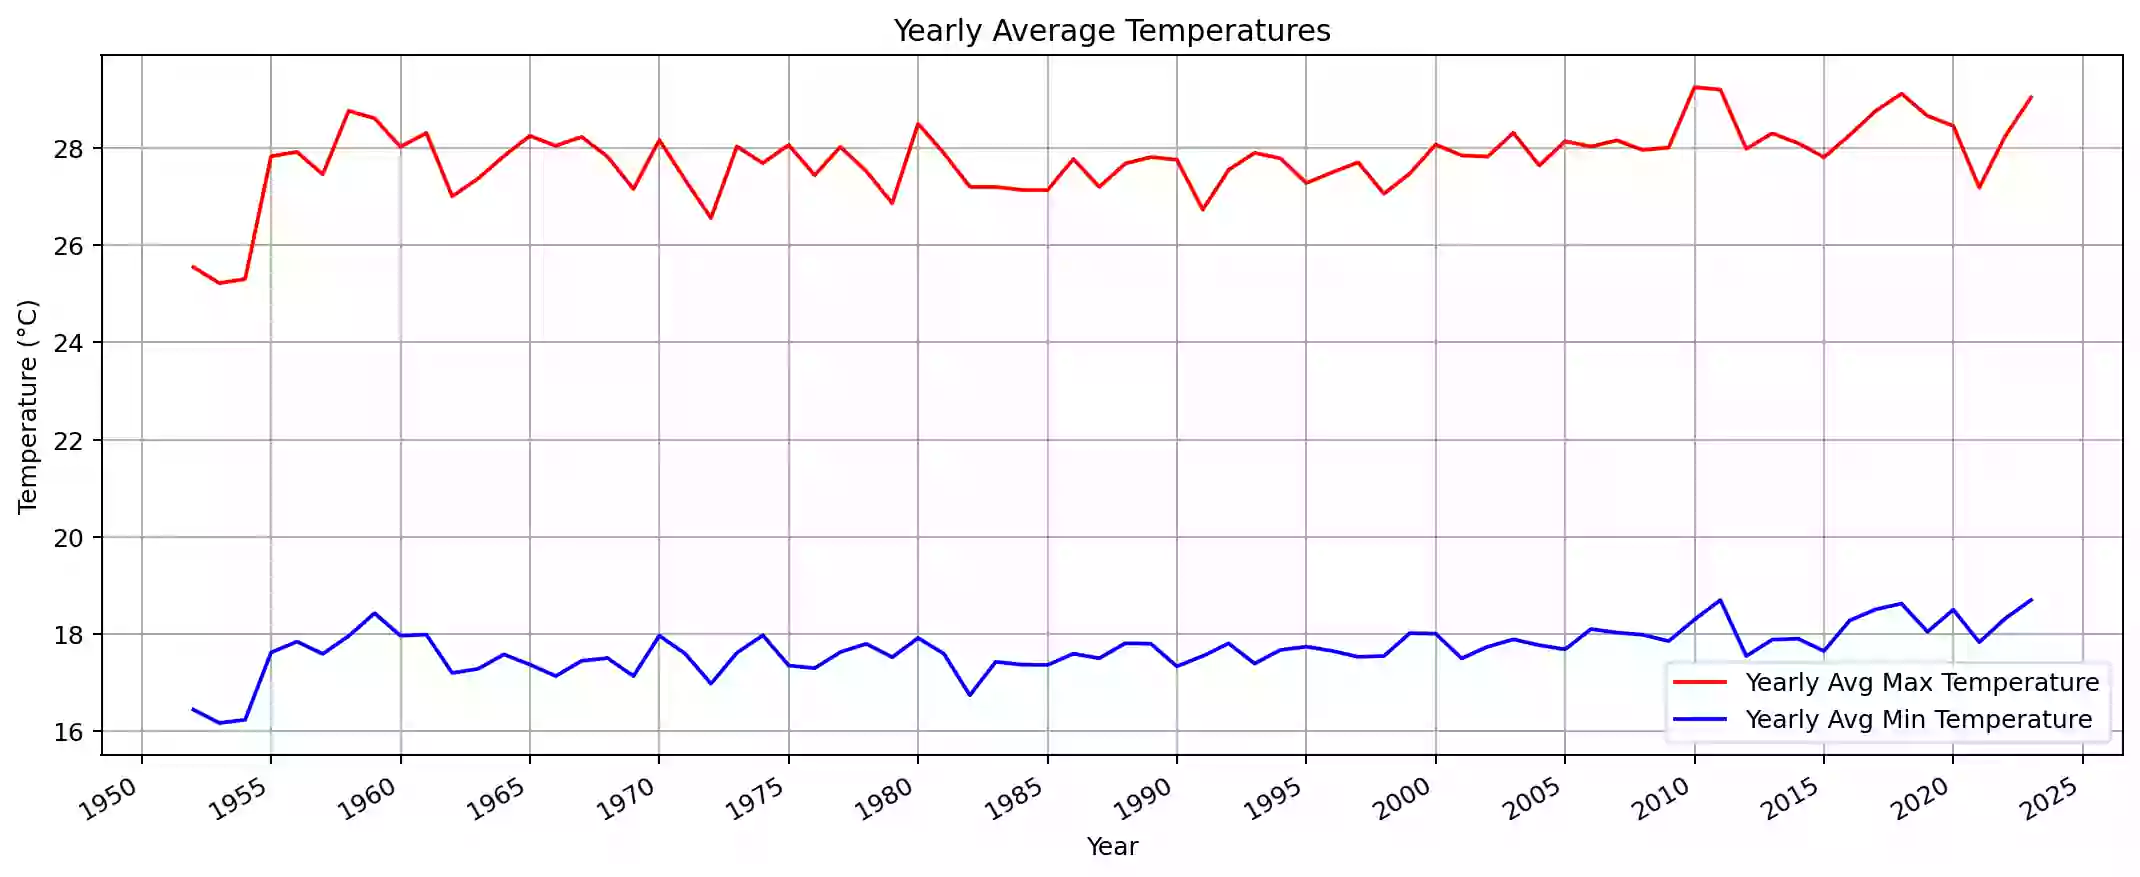 Yearly Average Temperatures
28
26
24
22
20
18
16
Temperature (°C)
Yearly Avg Max Temperature
Yearly Avg Min Temperature
1950 1955 1960 1965 1970 1975 1980 1985 1990 1995 2000 2005 2010 2015 2020 2025
Year